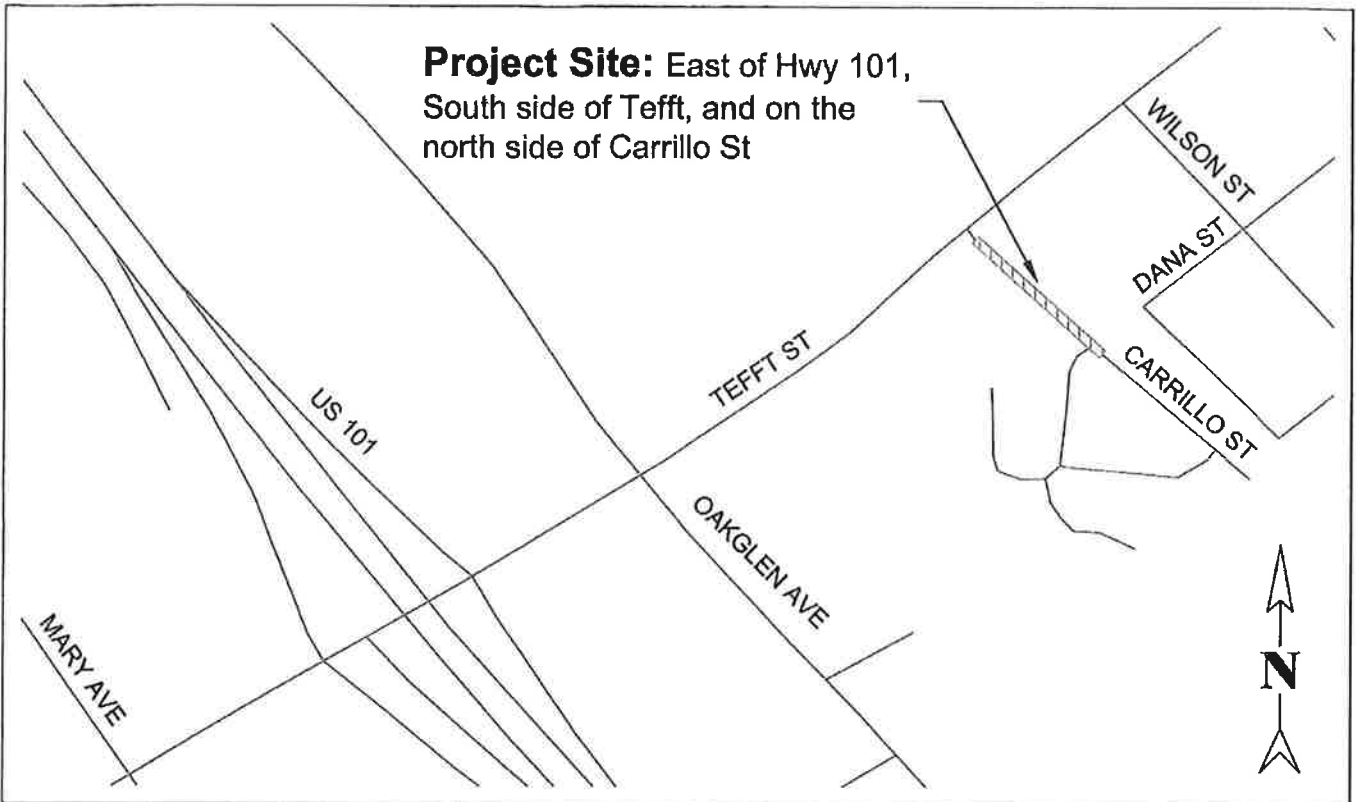 Project Site: East of Hwy 101,
South side of Tefft, and on the
north side of Carrillo St
WILSON ST
DANA ST
CARRILLO ST
TEFFT ST
US 101
OAKGLEN AVE
MARY AVE
N